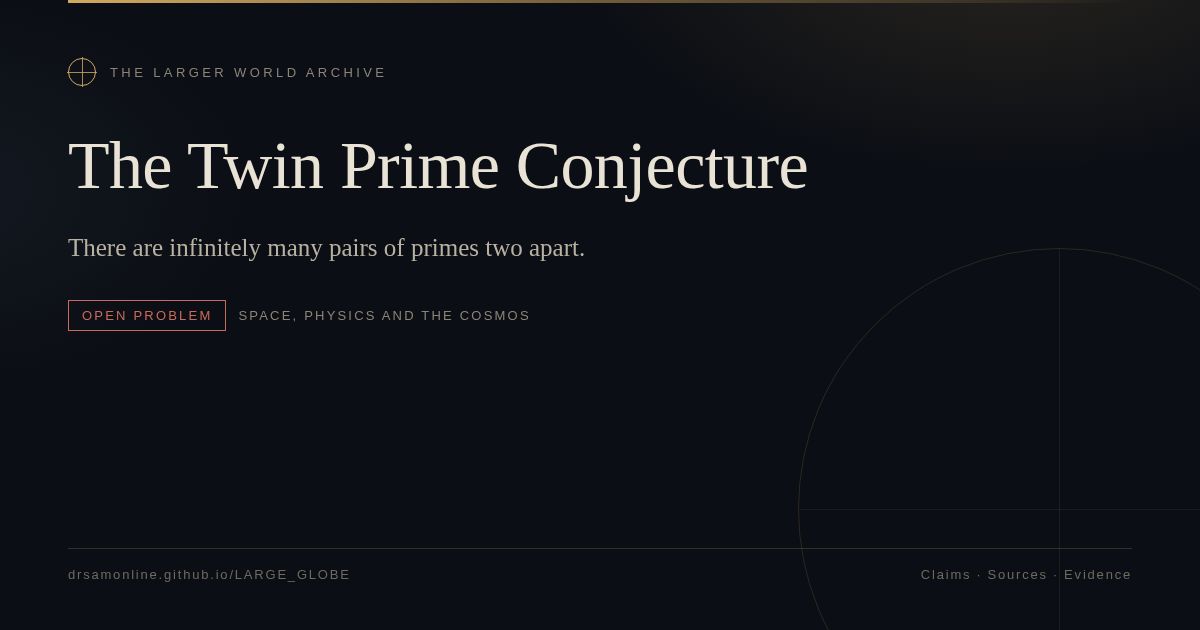 THE LARGER WORLD ARCHIVE
The Twin Prime Conjecture
There are infinitely many pairs of primes two apart.
OPEN PROBLEM SPACE, PHYSICS AND THE COSMOS
drsamonline.github.io/LARGE_GLOBE Claims · Sources · Evidence